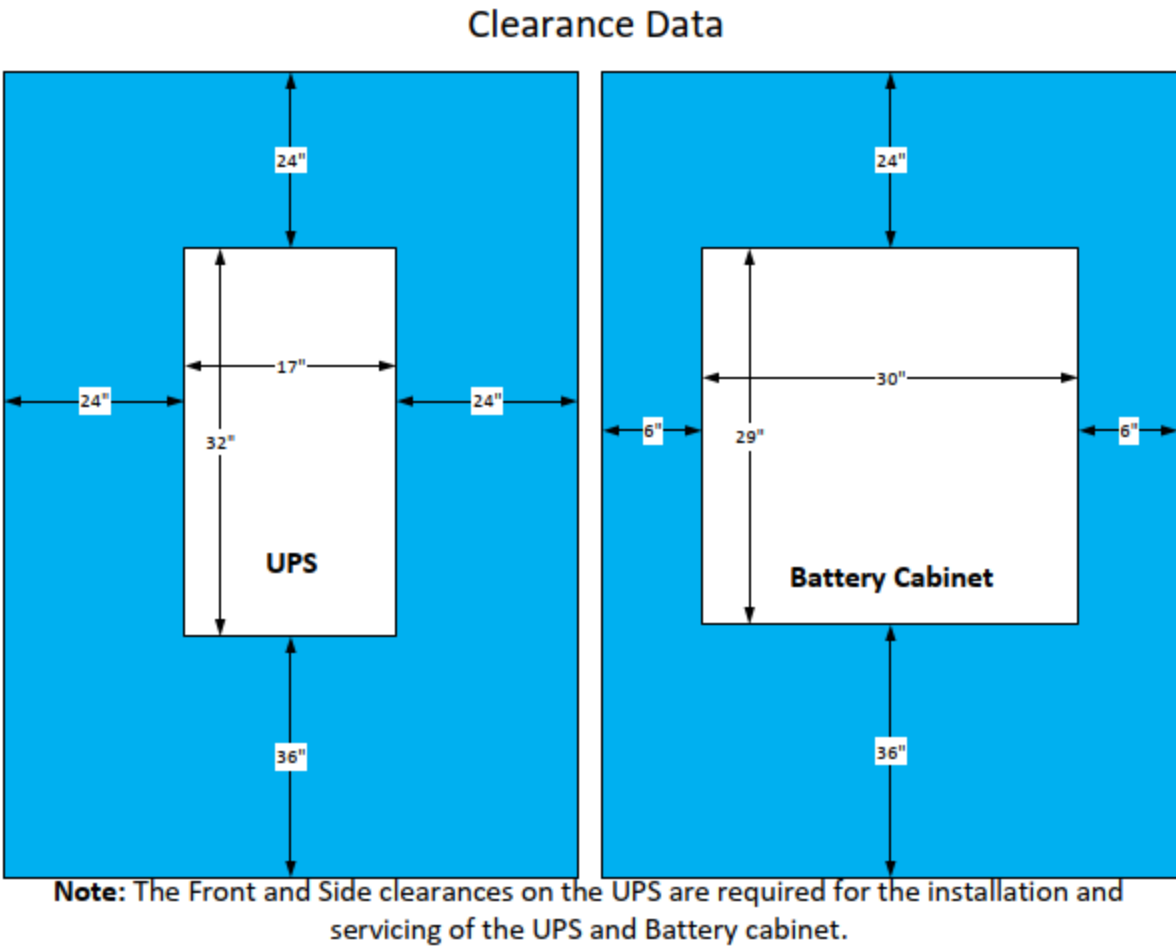 Clearance Data
24"
24"
17"
30"
24"
24"
6"
29"
6"
32"
UPS
Battery Cabinet
36"
36"
Note: The Front and Side clearances on the UPS are required for the installation and
servicing of the UPS and Battery cabinet.